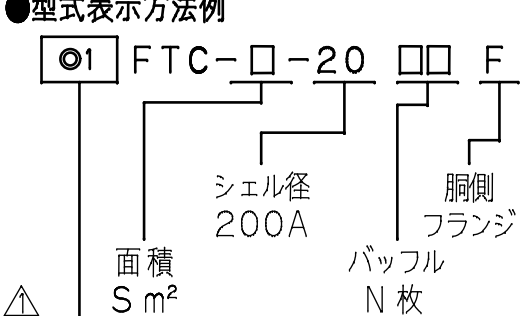 ●型式表示方法例
◎1 FTC-□-20 □□ F
シェル径
200A
胴側
フランジ
面積
S m²
バッフル
N 枚
1